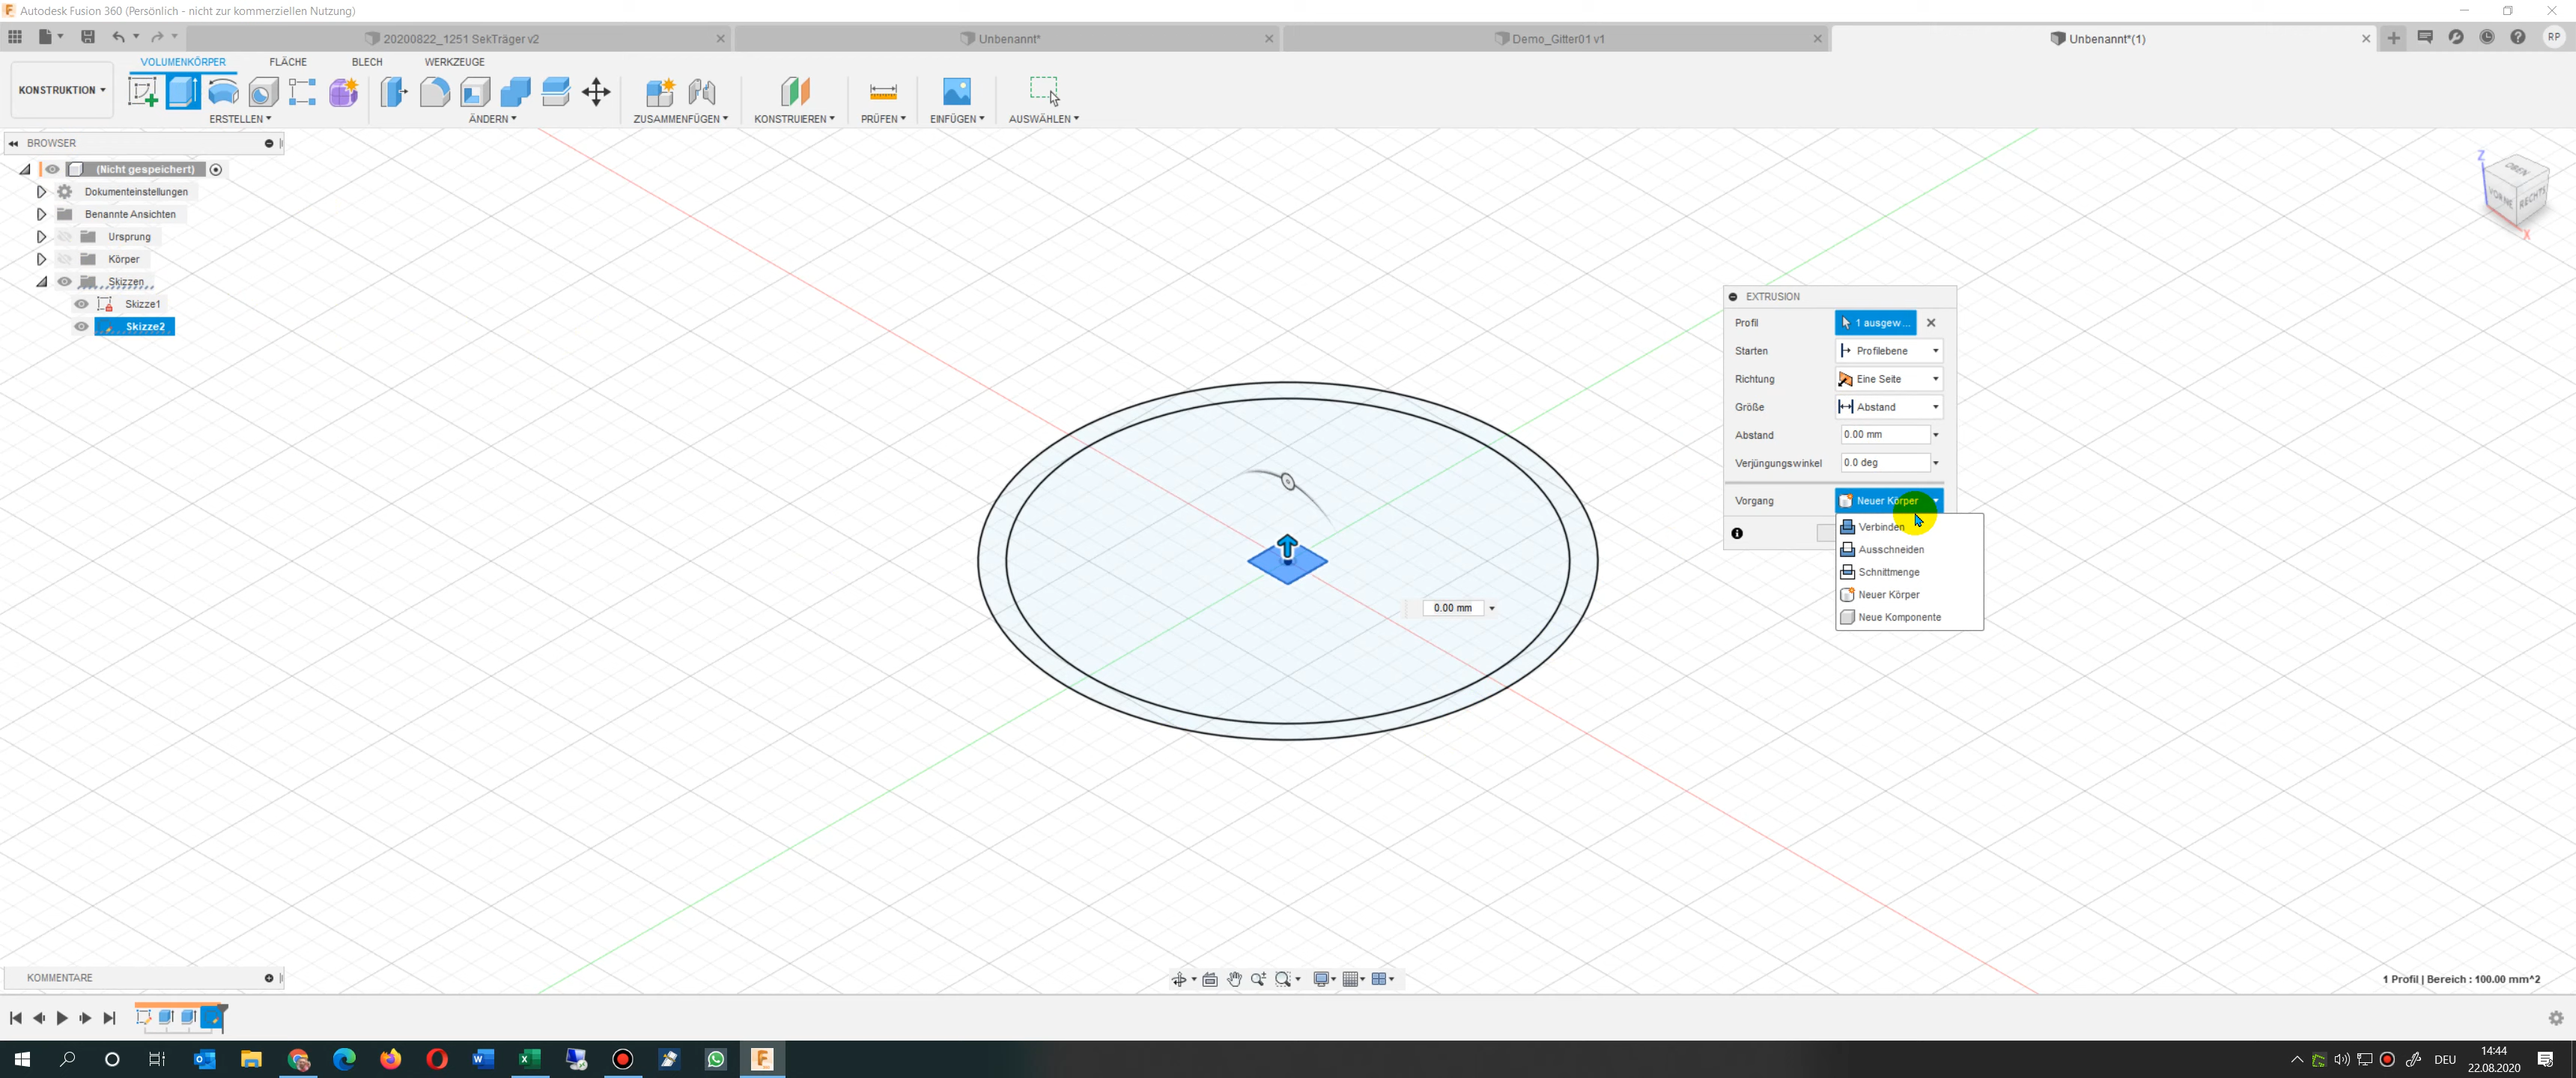 Autodesk Fusion 360 (Persönlich - nicht zur kommerziellen Nutzung)
20200822_1251 SekTräger v2
Unbenannt*
Demo_Gitter01 v1
Unbenannt*(1)
RP
KONSTRUKTION
VOLUMENKÖRPER
FLÄCHE
BLECH
WERKZEUGE
ERSTELLEN
ÄNDERN
ZUSAMMENFÜGEN
KONSTRUIEREN
PRÜFEN
EINFÜGEN
AUSWÄHLEN
BROWSER
(Nicht gespeichert)
Dokumenteinstellungen
Benannte Ansichten
Ursprung
Körper
Skizzen
Skizze1
Skizze2
Z
OBEN
VORNE
RECHTS
X
EXTRUSION
Profil
1 ausgew...
Starten
Profilebene
Richtung
Eine Seite
Größe
Abstand
Abstand
0.00 mm
Verjüngungswinkel
0.0 deg
Vorgang
Neuer Körper
Verbinden
Ausschneiden
Schnittmenge
Neuer Körper
Neue Komponente
0.00 mm
KOMMENTARE
1 Profil | Bereich : 100.00 mm^2
DEU
14:44
22.08.2020